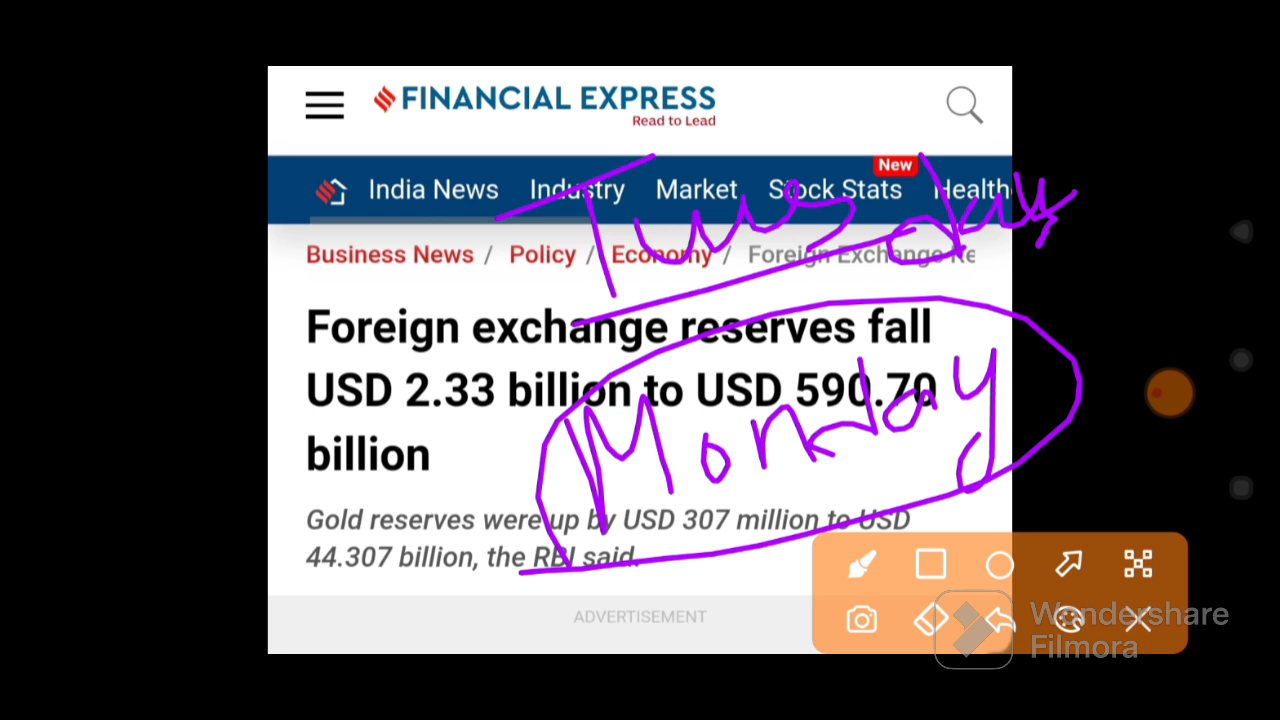 FINANCIAL EXPRESS
Read to Lead
New
India News Industry Market Stock Stats Health
Tuesday
Business News / Policy / Economy / Foreign Exchange Re
Foreign exchange reserves fall
USD 2.33 billion to USD 590.70
billion
Monday
Gold reserves were up by USD 307 million to USD
44.307 billion, the RBI said.
ADVERTISEMENT
Wondershare
Filmora